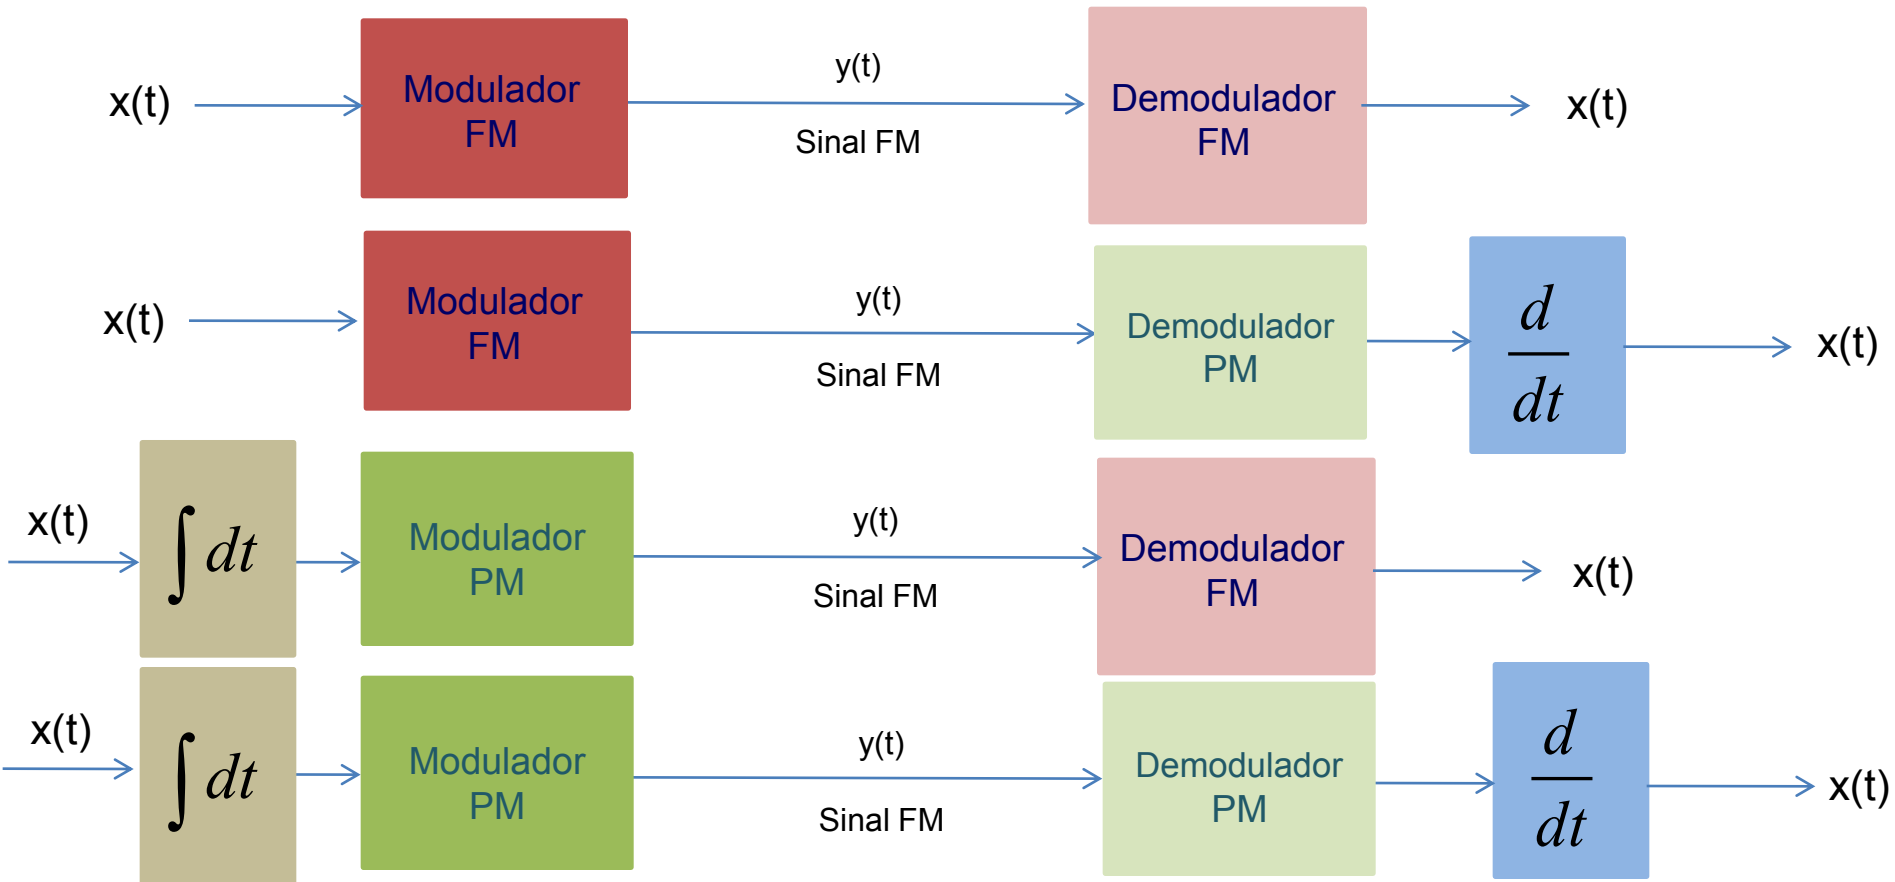 x(t)
Modulador
FM
y(t)
Sinal FM
Demodulador
FM
x(t)
x(t)
Modulador
FM
y(t)
Sinal FM
Demodulador
PM
d
dt
x(t)
x(t)
∫ dt
Modulador
PM
y(t)
Sinal FM
Demodulador
FM
x(t)
x(t)
∫ dt
Modulador
PM
y(t)
Sinal FM
Demodulador
PM
d
dt
x(t)